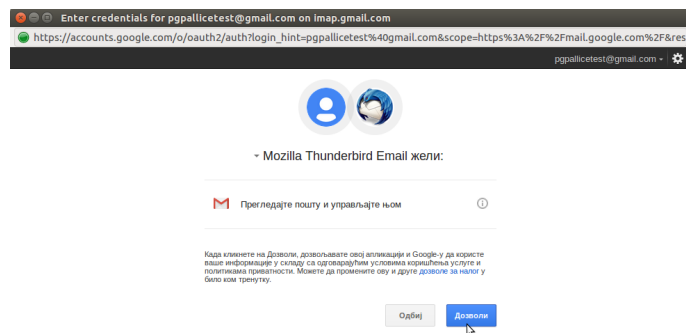 Enter credentials for pgpallicetest@gmail.com on imap.gmail.com
https://accounts.google.com/o/oauth2/auth?login_hint=pgpallicetest%40gmail.com&scope=https%3A%2F%2Fmail.google.com%2F&res
pgpallicetest@gmail.com
Mozilla Thunderbird Email жели:
Прегледајте пошту и управљајте њом
Када кликнете на Дозволи, дозвољавате овој апликацији и Google-у да користе
ваше информације у складу са одговарајућим условима коришћења услуге и
политикама приватности. Можете да промените ову и друге дозволе за налог у
било ком тренутку.
Одбиј Дозволи